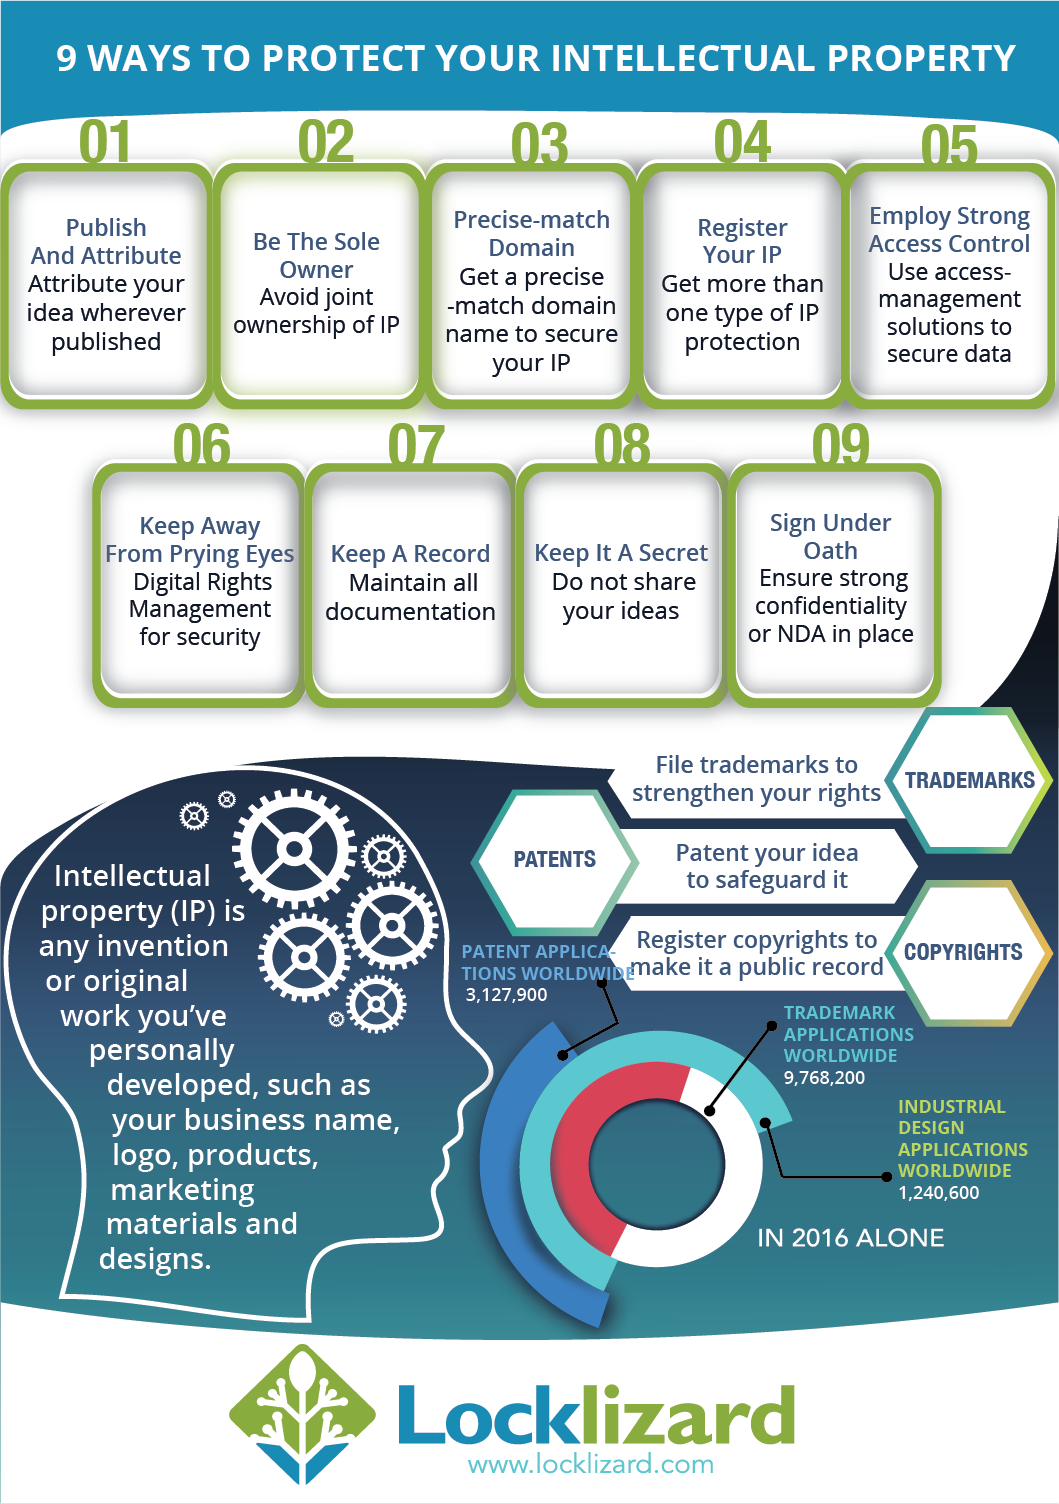 9 WAYS TO PROTECT YOUR INTELLECTUAL PROPERTY
01
Publish
And Attribute
Attribute your
idea wherever
published
02
Be The Sole
Owner
Avoid joint
ownership of IP
03
Precise-match
Domain
Get a precise
-match domain
name to secure
your IP
04
Register
Your IP
Get more than
one type of IP
protection
05
Employ Strong
Access Control
Use access-
management
solutions to
secure data
06
Keep Away
From Prying Eyes
Digital Rights
Management
for security
07
Keep A Record
Maintain all
documentation
08
Keep It A Secret
Do not share
your ideas
09
Sign Under
Oath
Ensure strong
confidentiality
or NDA in place
File trademarks to
strengthen your rights
TRADEMARKS
PATENTS
Patent your idea
to safeguard it
Register copyrights to
make it a public record
COPYRIGHTS
Intellectual
property (IP) is
any invention
or original
work you’ve
personally
developed, such as
your business name,
logo, products,
marketing
materials and
designs.
PATENT APPLICA-
TIONS WORLDWIDE
3,127,900
TRADEMARK
APPLICATIONS
WORLDWIDE
9,768,200
INDUSTRIAL
DESIGN
APPLICATIONS
WORLDWIDE
1,240,600
IN 2016 ALONE
Locklizard
www.locklizard.com